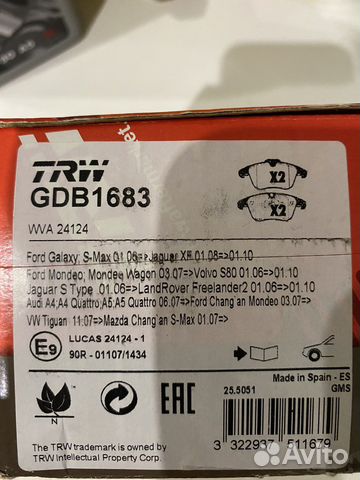 TRW
GDB1683
WVA 24124
X2
X2
Ford Galaxy; S-Max 01.06=>Jaguar XF 01.08=>01.10
Ford Mondeo; Mondeo Wagon 03.07=>Volvo S80 01.06=>01.10
Jaguar S Type 01.06=>LandRover Freelander2 01.06=>01.10
Audi A4;A4 Quattro;A5;A5 Quattro 06.07=>Ford Chang'an Mondeo 03.07=>
VW Tiguan 11.07=>Mazda Chang'an S-Max 01.07=>
E9
LUCAS 24124 - 1
90R - 01107/1434
Made in Spain - ES
25.5051
GMS
N
EAC
3 322937 511679
The TRW trademark is owned by
TRW Intellectual Property Corp.
Avito